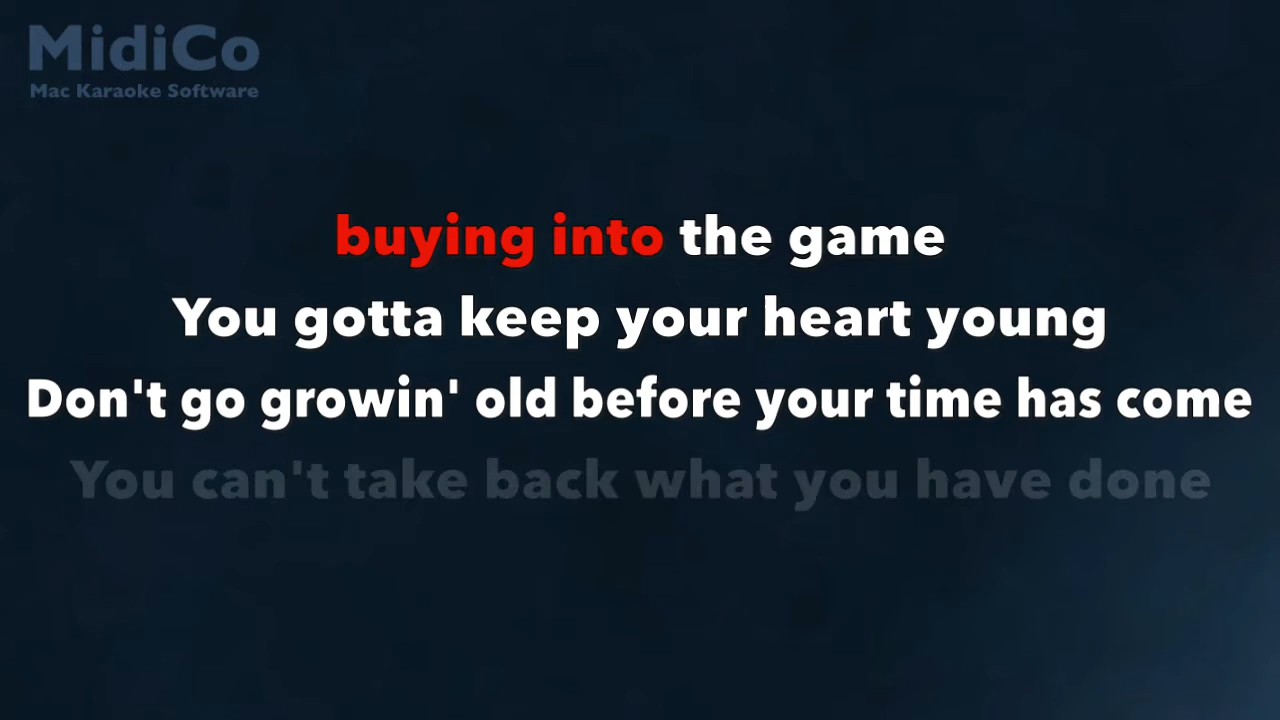 MidiCo
Mac Karaoke Software
buying into the game
You gotta keep your heart young
Don't go growin' old before your time has come
You can't take back what you have done